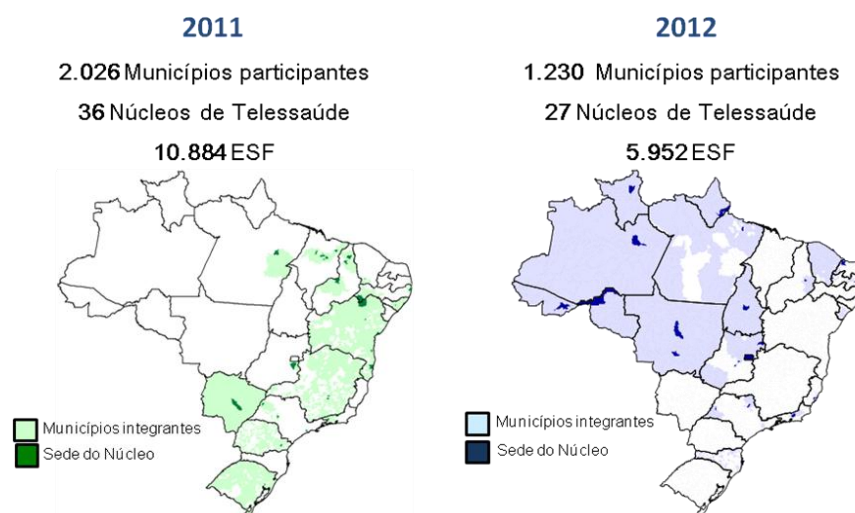 2011
2.026 Municípios participantes
36 Núcleos de Telessaúde
10.884 ESF
Municípios integrantes
Sede do Núcleo
2012
1.230 Municípios participantes
27 Núcleos de Telessaúde
5.952 ESF
Municípios integrantes
Sede do Núcleo